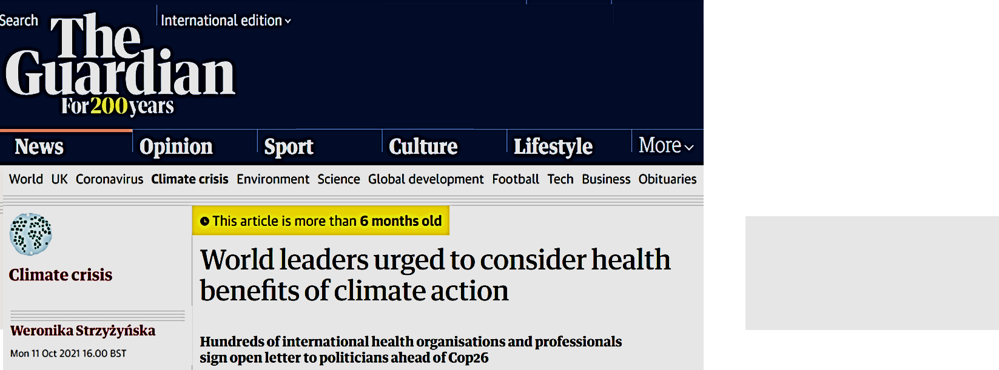 Search
International edition
The
Guardian
For 200 years
News Opinion Sport Culture Lifestyle More
World UK Coronavirus Climate crisis Environment Science Global development Football Tech Business Obituaries
This article is more than 6 months old
World leaders urged to consider health
benefits of climate action
Climate crisis
Weronika Strzyżyńska
Mon 11 Oct 2021 16.00 BST
Hundreds of international health organisations and professionals
sign open letter to politicians ahead of Cop26